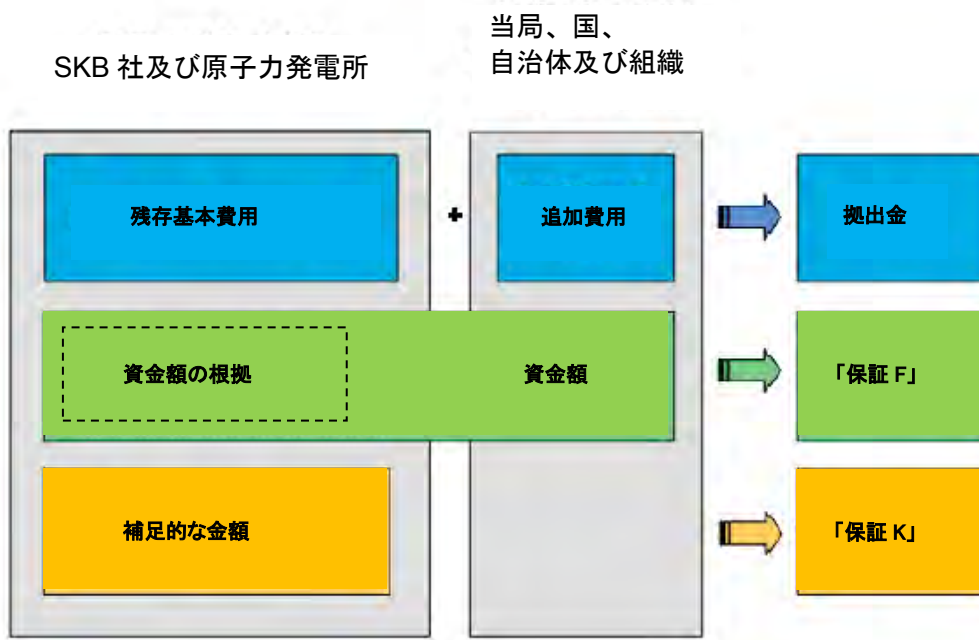 当局、国、
自治体及び組織
SKB 社及び原子力発電所
残存基本費用
+
追加費用
拠出金
資金額の根拠
資金額
「保証 F」
補足的な金額
「保証 K」